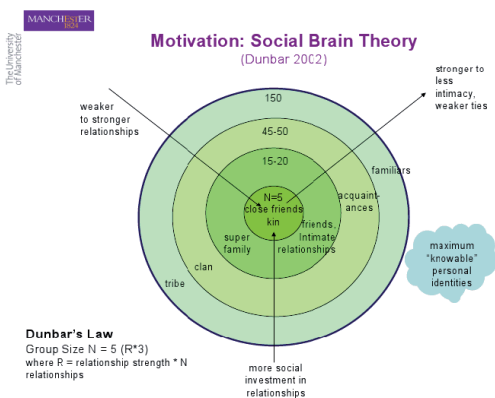 MANCHESTER
1824
The University
of Manchester
Motivation: Social Brain Theory
(Dunbar 2002)
stronger to
less
intimacy,
weaker ties
weaker
to stronger
relationships
150
45-50
15-20
N=5
close friends
kin
familiars
acquaint-
ances
friends,
Intimate
relationships
super
family
clan
tribe
maximum
“knowable”
personal
identities
Dunbar's Law
Group Size N = 5 (R*3)
where R = relationship strength * N
relationships
more social
investment in
relationships